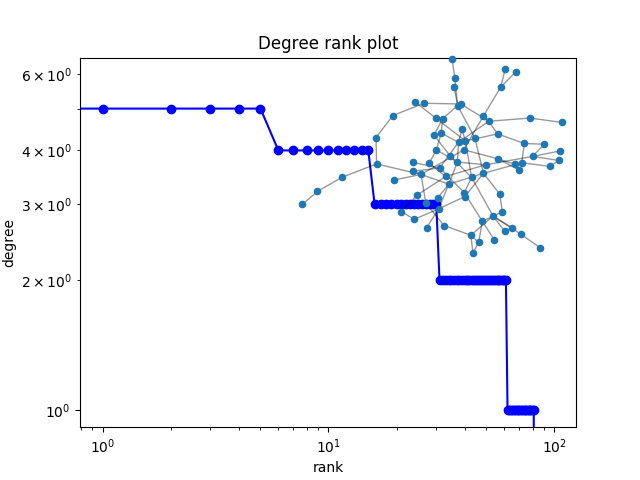 Degree rank plot
degree
6 × 10⁰
4 × 10⁰
3 × 10⁰
2 × 10⁰
10⁰
10⁰
10¹
10²
rank